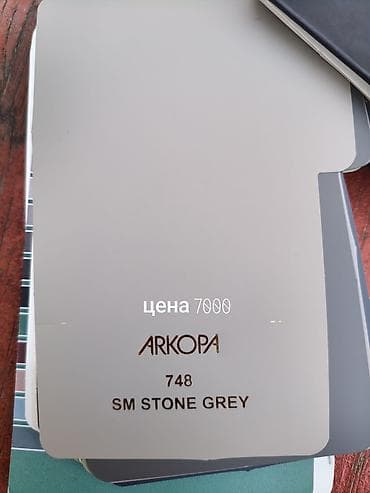 цена 7000
ARKOPA
748
SM STONE GREY